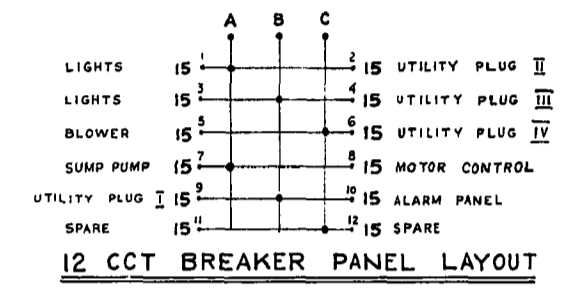 A B C
LIGHTS 15 1 2 15 UTILITY PLUG II
LIGHTS 15 3 4 15 UTILITY PLUG III
BLOWER 15 5 6 15 UTILITY PLUG IV
SUMP PUMP 15 7 8 15 MOTOR CONTROL
UTILITY PLUG I 15 9 10 15 ALARM PANEL
SPARE 15 11 12 15 SPARE
12 CCT BREAKER PANEL LAYOUT